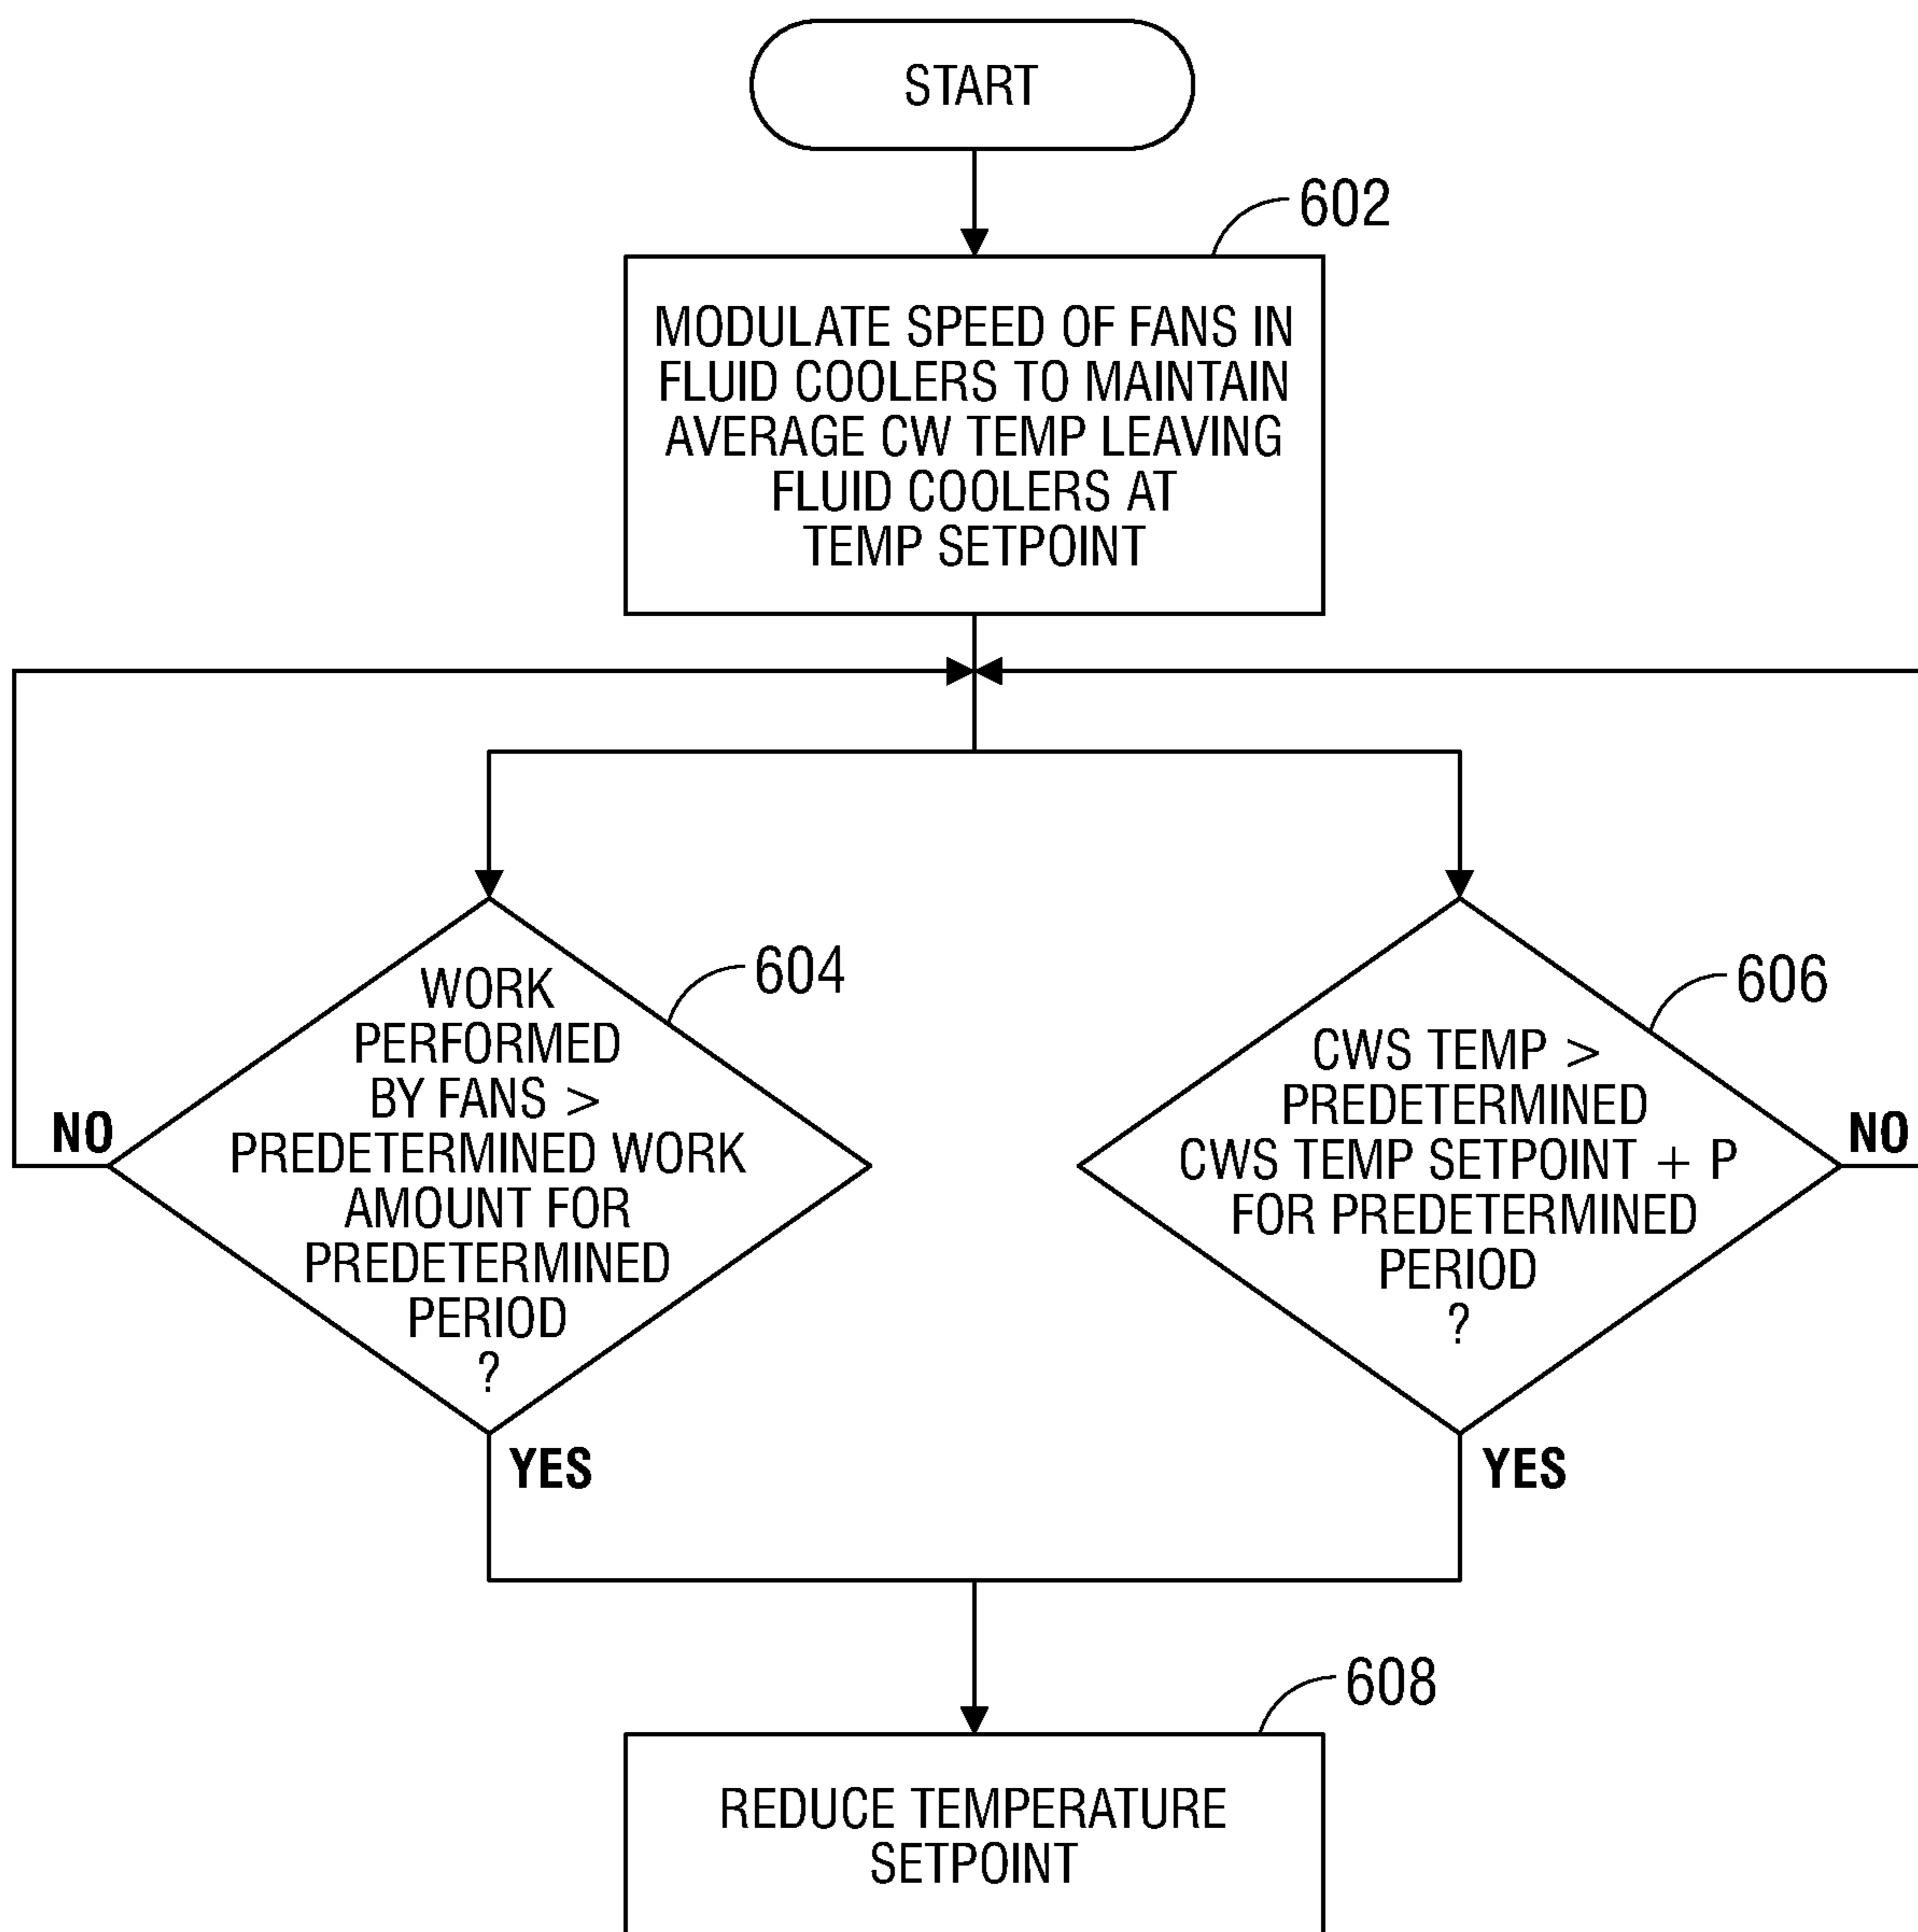 START
602
MODULATE SPEED OF FANS IN
FLUID COOLERS TO MAINTAIN
AVERAGE CW TEMP LEAVING
FLUID COOLERS AT
TEMP SETPOINT
604
WORK
PERFORMED
BY FANS >
PREDETERMINED WORK
AMOUNT FOR
PREDETERMINED
PERIOD
?
NO
YES
606
CWS TEMP >
PREDETERMINED
CWS TEMP SETPOINT + P
FOR PREDETERMINED
PERIOD
?
NO
YES
608
REDUCE TEMPERATURE
SETPOINT